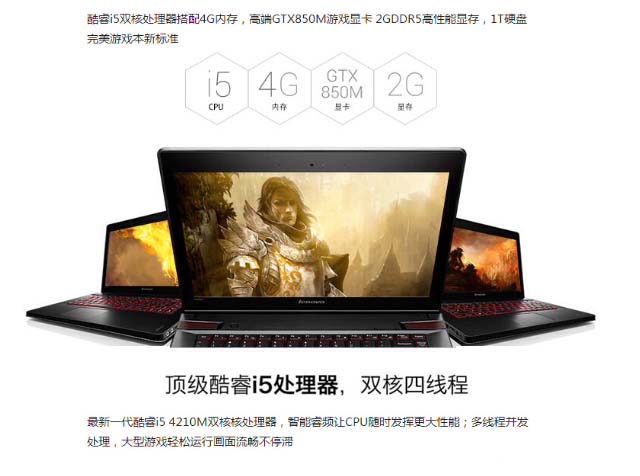 酷睿i5双核处理器搭配4G内存，高端GTX850M游戏显卡 2GDDR5高性能显存，1T硬盘
完美游戏本新标准
i5
CPU
4G
内存
GTX
850M
显卡
2G
显存
lenovo
顶级酷睿i5处理器，双核四线程
最新一代酷睿i5 4210M双核核处理器，智能睿频让CPU随时发挥更大性能；多线程并发
处理，大型游戏轻松运行画面流畅不停滞